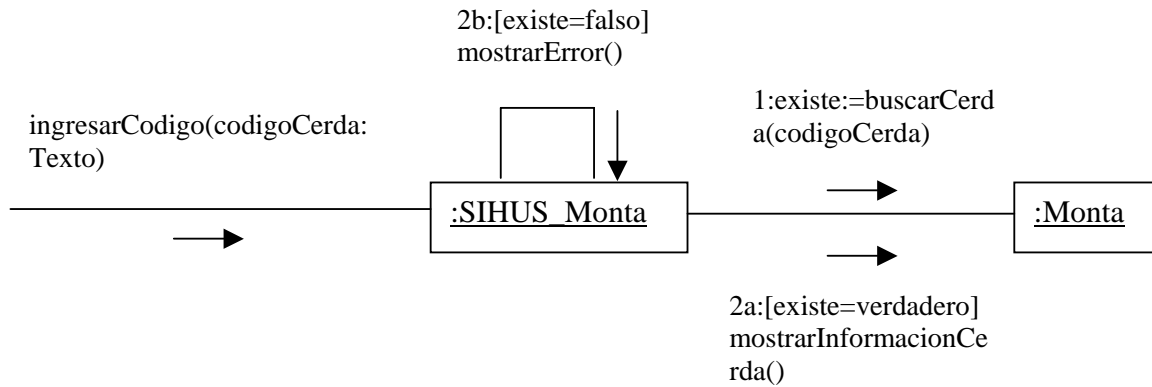 2b:[existe=falso]
mostrarError()
ingresarCodigo(codigoCerda:
Texto)
1:existe:=buscarCerd
a(codigoCerda)
:SIHUS_Monta
:Monta
2a:[existe=verdadero]
mostrarInformacionCe
rda()